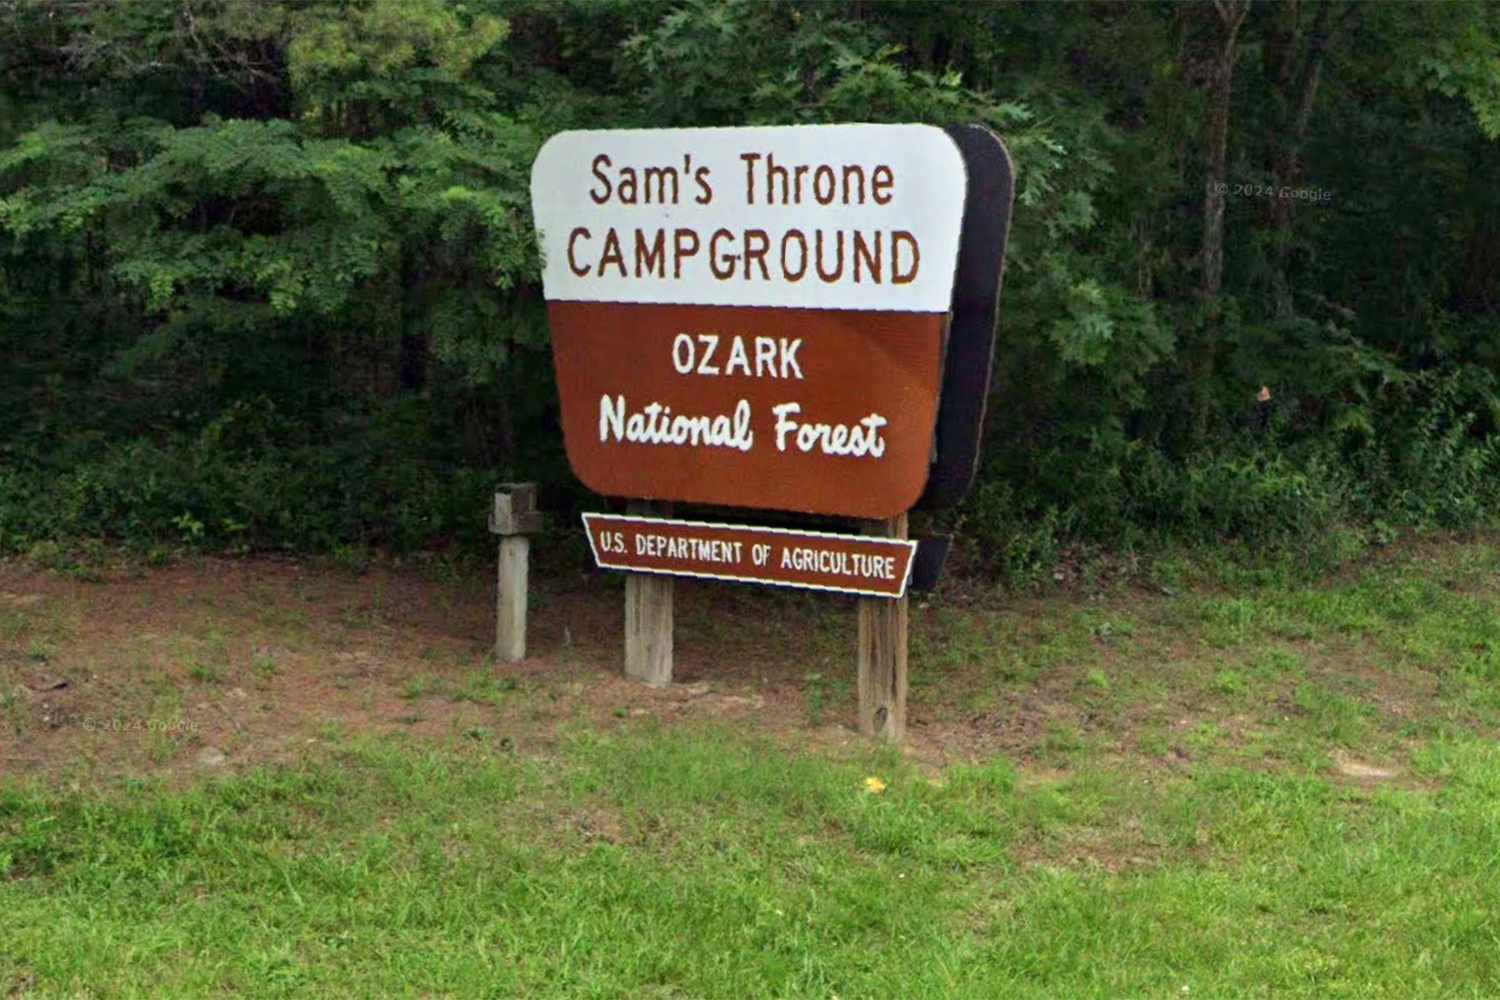 Sam's Throne
CAMPGROUND
OZARK
National Forest
U.S. DEPARTMENT OF AGRICULTURE
© 2024 Google
© 2024 Google